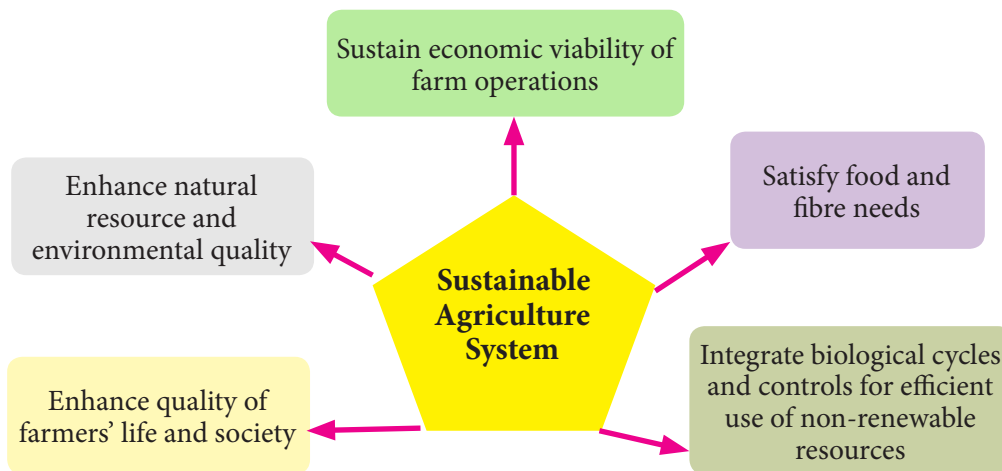 Sustain economic viability of
farm operations
Enhance natural
resource and
environmental quality
Satisfy food and
fibre needs
Sustainable
Agriculture
System
Enhance quality of
farmers’ life and society
Integrate biological cycles
and controls for efficient
use of non-renewable
resources